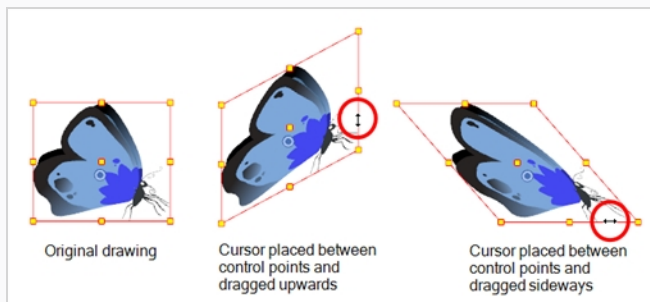 Original drawing
Cursor placed between
control points and
dragged upwards
Cursor placed between
control points and
dragged sideways